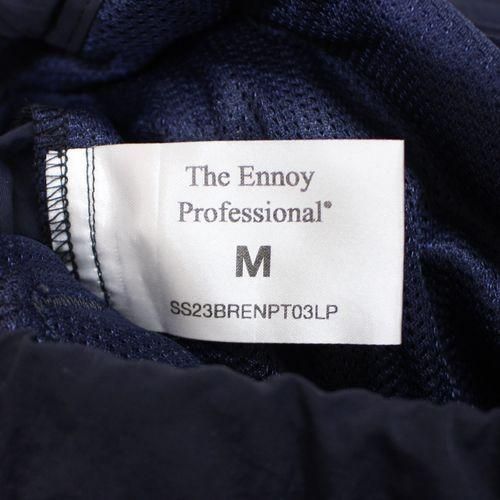 The Ennoy
Professional®
M
SS23BRENPT03LP